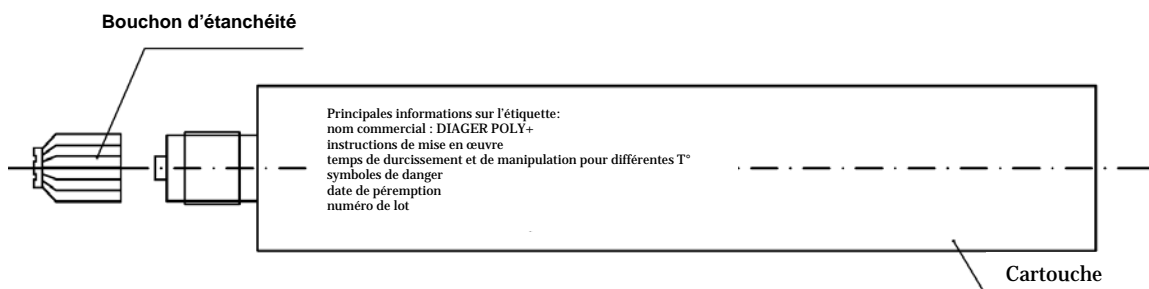 Bouchon d'étanchéité
Principales informations sur l'étiquette:
nom commercial : DIAGER POLY+
instructions de mise en œuvre
temps de durcissement et de manipulation pour différentes T°
symboles de danger
date de péremption
numéro de lot
Cartouche